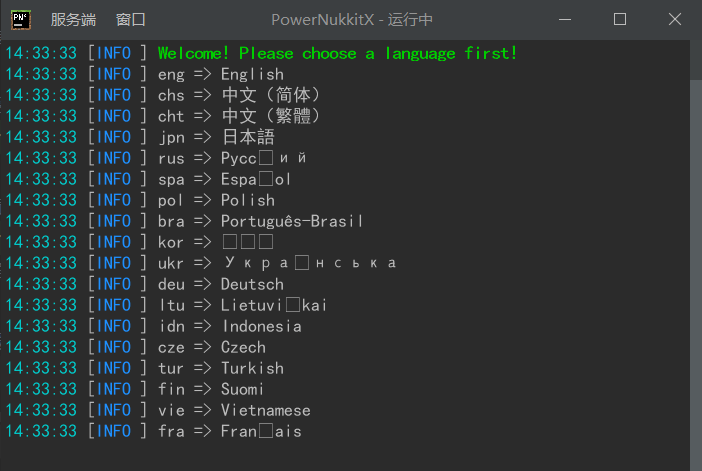 PNX 服务端 窗口 PowerNukkitX - 运行中
14:33:33 [INFO ] Welcome! Please choose a language first!
14:33:33 [INFO ] eng => English
14:33:33 [INFO ] chs => 中文（简体）
14:33:33 [INFO ] cht => 中文（繁體）
14:33:33 [INFO ] jpn => 日本語
14:33:33 [INFO ] rus => Русс□ий
14:33:33 [INFO ] spa => Espa□ol
14:33:33 [INFO ] pol => Polish
14:33:33 [INFO ] bra => Português-Brasil
14:33:33 [INFO ] kor => □□□
14:33:33 [INFO ] ukr => Укра□нська
14:33:33 [INFO ] deu => Deutsch
14:33:33 [INFO ] ltu => Lietuvi□kai
14:33:33 [INFO ] idn => Indonesia
14:33:33 [INFO ] cze => Czech
14:33:33 [INFO ] tur => Turkish
14:33:33 [INFO ] fin => Suomi
14:33:33 [INFO ] vie => Vietnamese
14:33:33 [INFO ] fra => Fran□ais